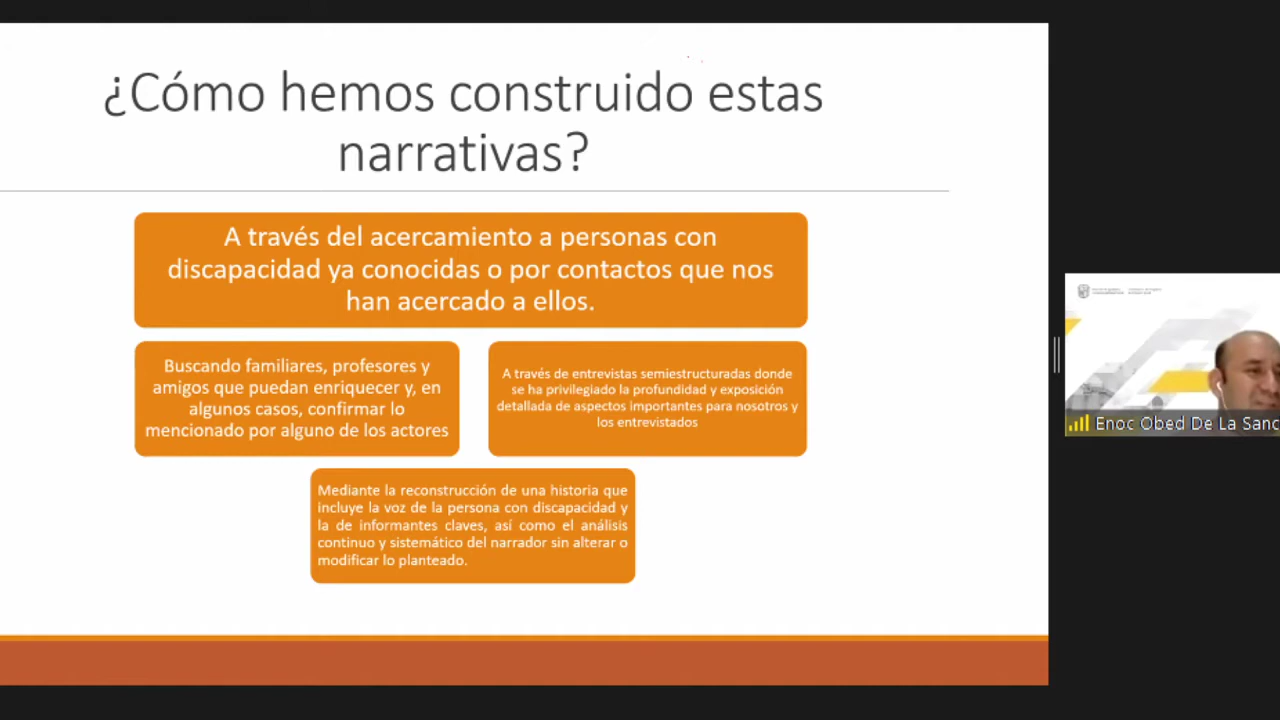 ¿Cómo hemos construido estas
narrativas?
A través del acercamiento a personas con
discapacidad ya conocidas o por contactos que nos
han acercado a ellos.
Buscando familiares, profesores y
amigos que puedan enriquecer y, en
algunos casos, confirmar lo
mencionado por alguno de los actores
A través de entrevistas semiestructuradas donde
se ha privilegiado la profundidad y exposición
detallada de aspectos importantes para nosotros y
los entrevistados
Mediante la reconstrucción de una historia que
incluye la voz de la persona con discapacidad y
la de informantes claves, así como el análisis
continuo y sistemático del narrador sin alterar o
modificar lo planteado.
Enoc Obed De La Sanc